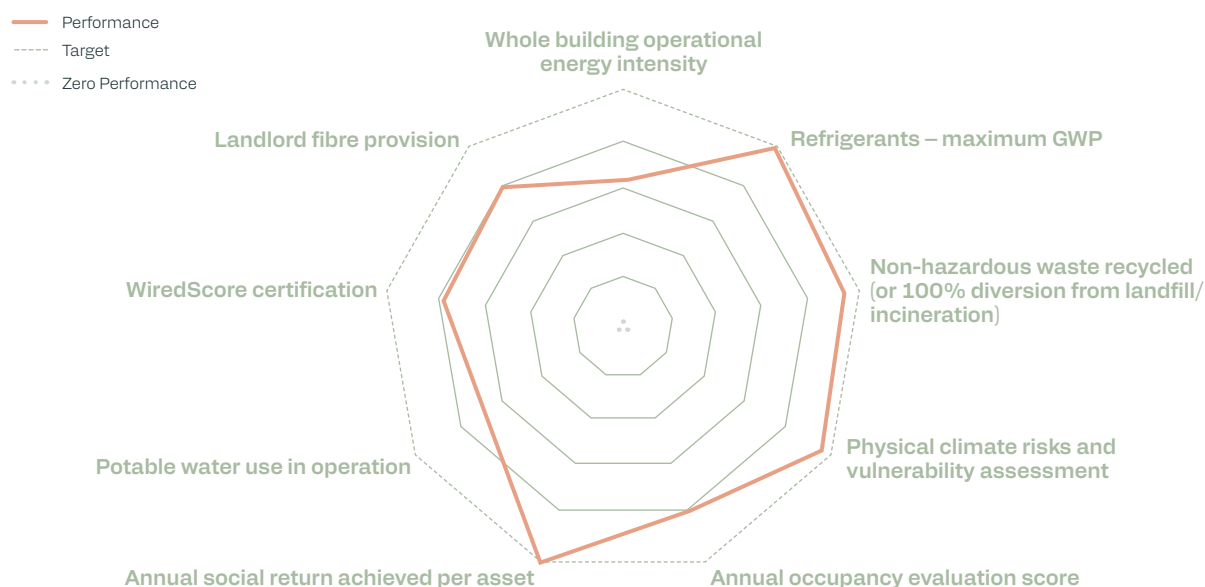 Performance
Target
Zero Performance
Whole building operational
energy intensity
Landlord fibre provision
Refrigerants – maximum GWP
Non-hazardous waste recycled
(or 100% diversion from landfill/
incineration)
WiredScore certification
Physical climate risks and
vulnerability assessment
Potable water use in operation
Annual social return achieved per asset
Annual occupancy evaluation score